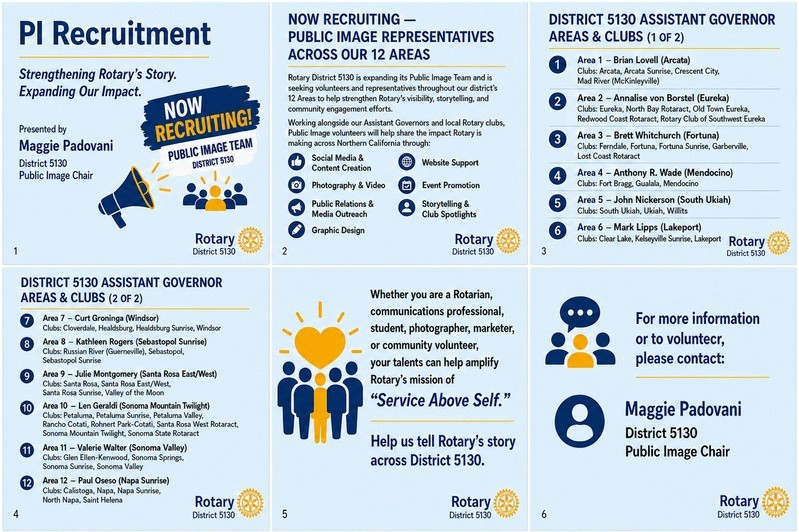 PI Recruitment
Strengthening Rotary's Story.
Expanding Our Impact.
Presented by
Maggie Padovani
District 5130
Public Image Chair
NOW
RECRUITING!
PUBLIC IMAGE TEAM
DISTRICT 5130
1
Rotary
District 5130
NOW RECRUITING —
PUBLIC IMAGE REPRESENTATIVES
ACROSS OUR 12 AREAS
Rotary District 5130 is expanding its Public Image Team and is
seeking volunteers and representatives throughout our district's
12 Areas to help strengthen Rotary's visibility, storytelling, and
community engagement efforts.
Working alongside our Assistant Governors and local Rotary clubs,
Public Image volunteers will help share the impact Rotary is
making across Northern California through:
Social Media &
Content Creation
Website Support
Photography & Video
Event Promotion
Public Relations &
Media Outreach
Storytelling &
Club Spotlights
Graphic Design
2
Rotary
District 5130
DISTRICT 5130 ASSISTANT GOVERNOR
AREAS & CLUBS (1 OF 2)
1 Area 1 – Brian Lovell (Arcata)
Clubs: Arcata, Arcata Sunrise, Crescent City,
Mad River (McKinleyville)
2 Area 2 – Annalise von Borstel (Eureka)
Clubs: Eureka, North Bay Rotaract, Old Town Eureka,
Redwood Coast Rotaract, Rotary Club of Southwest Eureka
3 Area 3 – Brett Whitchurch (Fortuna)
Clubs: Ferndale, Fortuna, Fortuna Sunrise, Garberville,
Lost Coast Rotaract
4 Area 4 – Anthony R. Wade (Mendocino)
Clubs: Fort Bragg, Gualala, Mendocino
5 Area 5 – John Nickerson (South Ukiah)
Clubs: South Ukiah, Ukiah, Willits
6 Area 6 – Mark Lipps (Lakeport)
Clubs: Clear Lake, Kelseyville Sunrise, Lakeport
3
Rotary
District 5130
DISTRICT 5130 ASSISTANT GOVERNOR
AREAS & CLUBS (2 OF 2)
7 Area 7 – Curt Groninga (Windsor)
Clubs: Cloverdale, Healdsburg, Healdsburg Sunrise, Windsor
8 Area 8 – Kathleen Rogers (Sebastopol Sunrise)
Clubs: Russian River (Guerneville), Sebastopol,
Sebastopol Sunrise
9 Area 9 – Julie Montgomery (Santa Rosa East/West)
Clubs: Santa Rosa, Santa Rosa East/West,
Santa Rosa Sunrise, Valley of the Moon
10 Area 10 – Len Geraldi (Sonoma Mountain Twilight)
Clubs: Petaluma, Petaluma Sunrise, Petaluma Valley,
Rancho Cotati, Rohnert Park-Cotati, Santa Rosa West Rotaract,
Sonoma Mountain Twilight, Sonoma State Rotaract
11 Area 11 – Valerie Walter (Sonoma Valley)
Clubs: Glen Ellen-Kenwood, Sonoma Springs,
Sonoma Sunrise, Sonoma Valley
12 Area 12 – Paul Oseso (Napa Sunrise)
Clubs: Calistoga, Napa, Napa Sunrise,
North Napa, Saint Helena
4
Rotary
District 5130
Whether you are a Rotarian,
communications professional,
student, photographer, marketer,
or community volunteer,
your talents can help amplify
Rotary's mission of
"Service Above Self."
Help us tell Rotary's story
across District 5130.
5
Rotary
District 5130
For more information
or to voluntecr,
please contact:
Maggie Padovani
District 5130
Public Image Chair
6
Rotary
District 5130